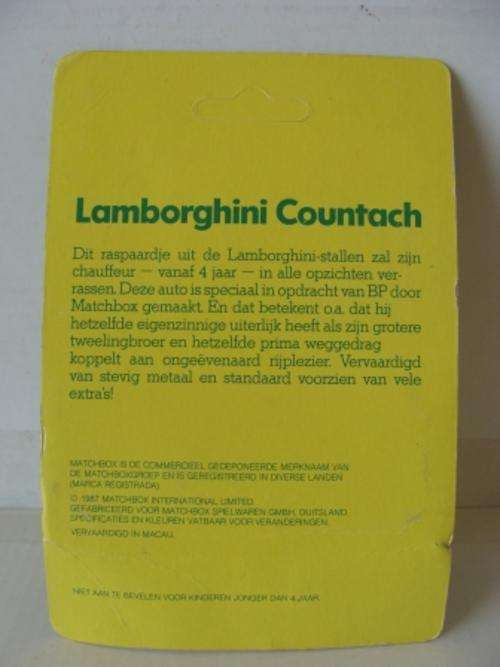 Lamborghini Countach
Dit raspaardje uit de Lamborghini-stallen zal zijn
chauffeur — vanaf 4 jaar — in alle opzichten ver-
rassen. Deze auto is speciaal in opdracht van BP door
Matchbox gemaakt. En dat betekent o.a. dat hij
hetzelfde eigenzinnige uiterlijk heeft als zijn grotere
tweelingbroer en hetzelfde prima weggedrag
koppelt aan ongeëvenaard rijplezier. Vervaardigd
van stevig metaal en standaard voorzien van vele
extra's!
MATCHBOX IS DE COMMERCIEEL GEDEPONEERDE MERKNAAM VAN
DE MATCHBOXGROEP EN IS GEREGISTREERD IN DIVERSE LANDEN
(MARCA REGISTRADA).
© 1987 MATCHBOX INTERNATIONAL LIMITED.
GEFABRICEERD VOOR MATCHBOX SPIELWAREN GMBH, DUITSLAND.
SPECIFICATIES EN KLEUREN VATBAAR VOOR VERANDERINGEN.
VERVAARDIGD IN MACAU.
NIET AAN TE BEVELEN VOOR KINDEREN JONGER DAN 4 JAAR.